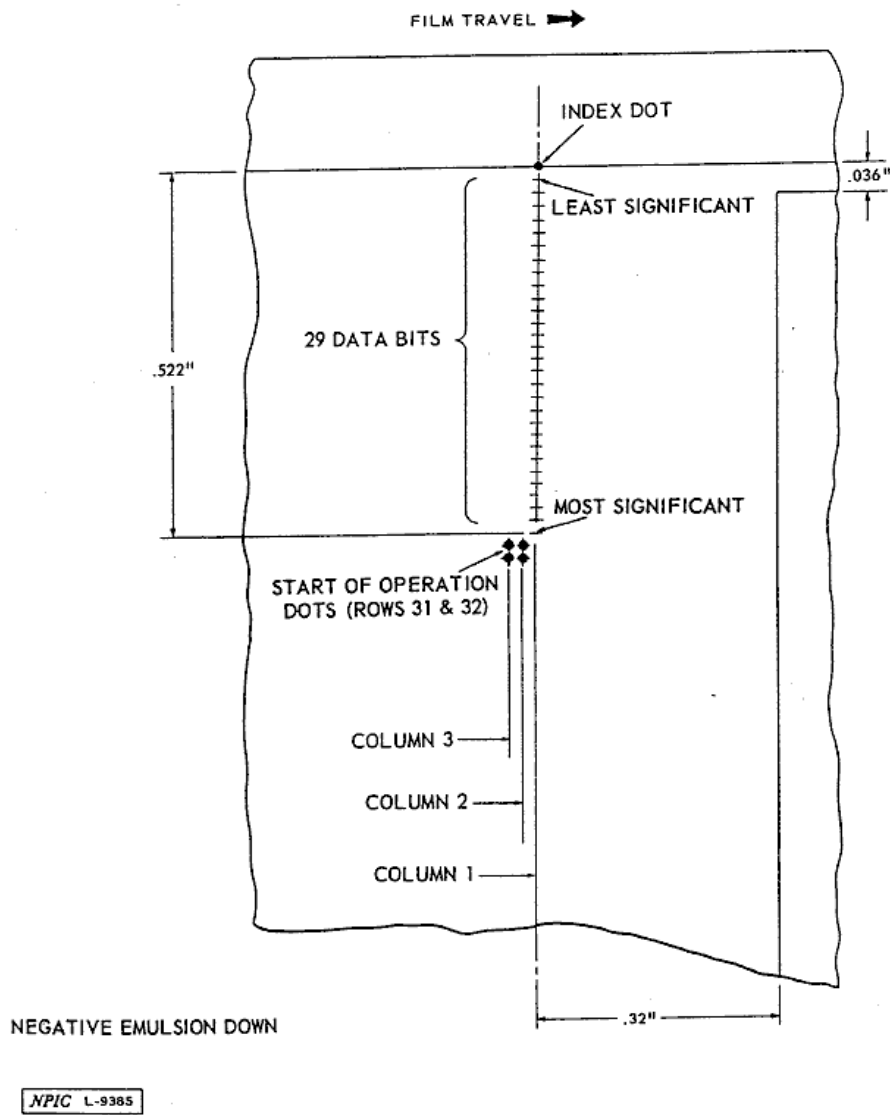 FILM TRAVEL
INDEX DOT
.036"
LEAST SIGNIFICANT
29 DATA BITS
.522"
MOST SIGNIFICANT
START OF OPERATION
DOTS (ROWS 31 & 32)
COLUMN 3
COLUMN 2
COLUMN 1
.32"
NEGATIVE EMULSION DOWN
NPIC L-9385